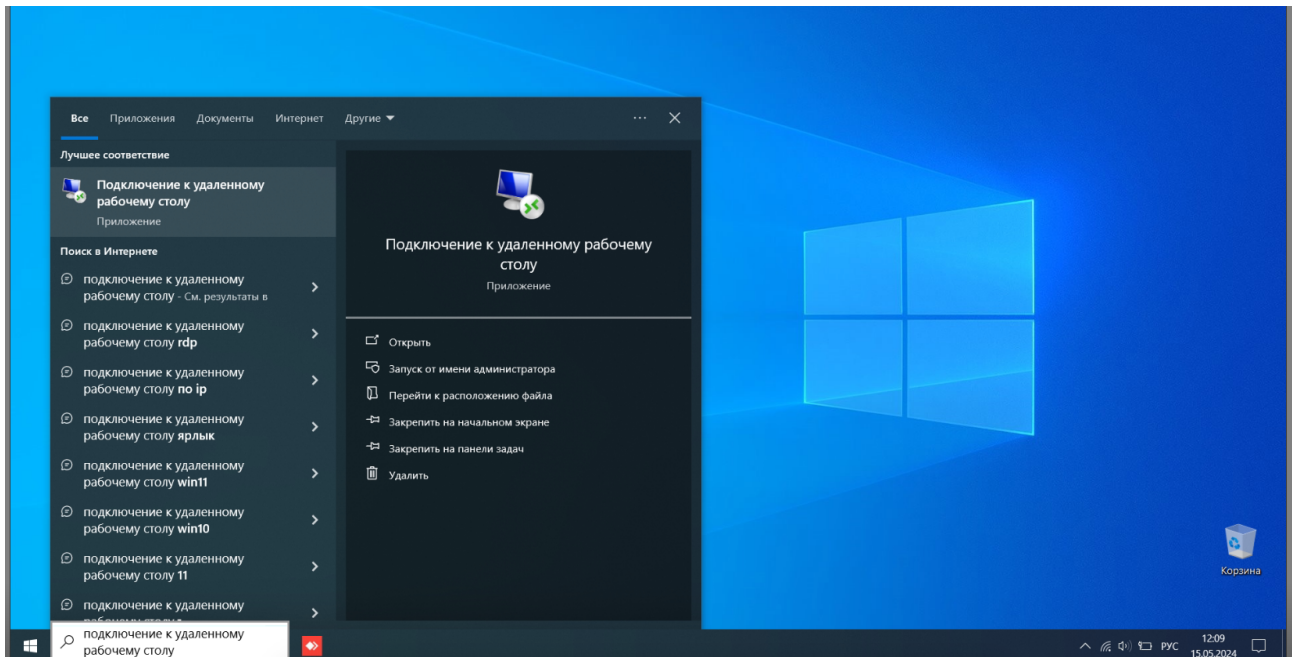 Все Приложения Документы Интернет Другие
Лучшее соответствие
Подключение к удаленному
рабочему столу
Приложение
Поиск в Интернете
подключение к удаленному
рабочему столу - См. результаты в
подключение к удаленному
рабочему столу rdp
подключение к удаленному
рабочему столу по ip
подключение к удаленному
рабочему столу ярлык
подключение к удаленному
рабочему столу win11
подключение к удаленному
рабочему столу win10
подключение к удаленному
рабочему столу 11
подключение к удаленному
подключение к удаленному
рабочему столу
Подключение к удаленному рабочему
столу
Приложение
Открыть
Запуск от имени администратора
Перейти к расположению файла
Закрепить на начальном экране
Закрепить на панели задач
Удалить
Корзина
РУС
12:09
15.05.2024